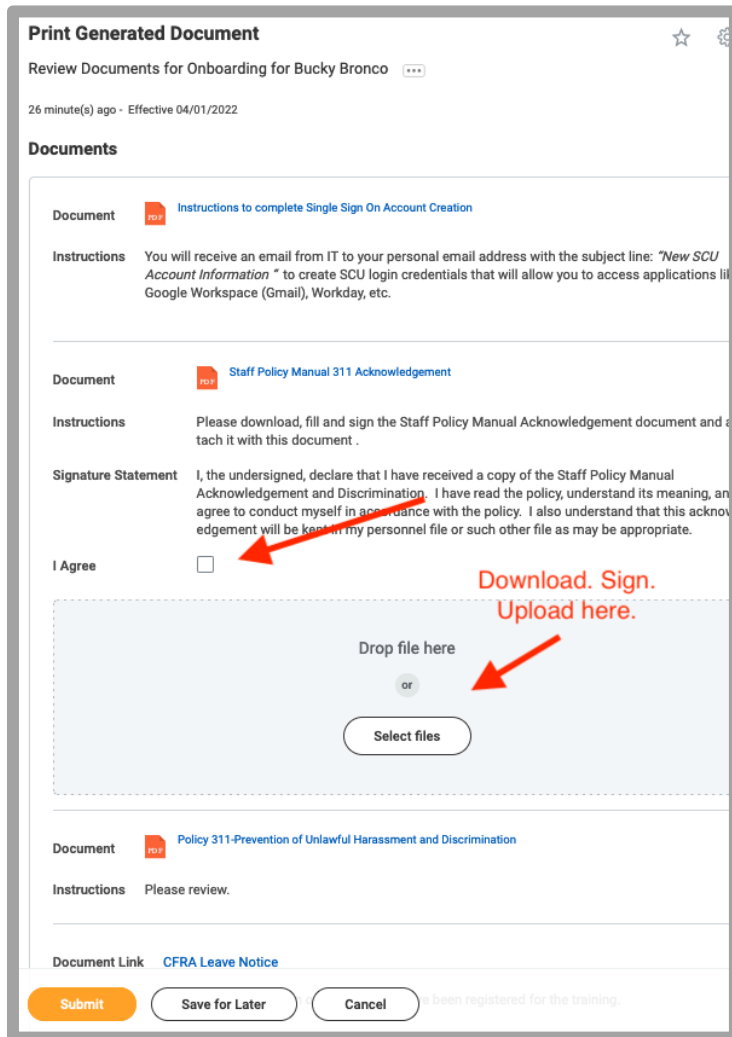 Print Generated Document
Review Documents for Onboarding for Bucky Bronco
26 minute(s) ago - Effective 04/01/2022
Documents
Document PDF Instructions to complete Single Sign On Account Creation
Instructions You will receive an email from IT to your personal email address with the subject line: "New SCU
Account Information " to create SCU login credentials that will allow you to access applications li
Google Workspace (Gmail), Workday, etc.
Document PDF Staff Policy Manual 311 Acknowledgement
Instructions Please download, fill and sign the Staff Policy Manual Acknowledgement document and a
tach it with this document .
Signature Statement I, the undersigned, declare that I have received a copy of the Staff Policy Manual
Acknowledgement and Discrimination. I have read the policy, understand its meaning, an
agree to conduct myself in accordance with the policy. I also understand that this acknow
edgement will be kept in my personnel file or such other file as may be appropriate.
I Agree
Download. Sign.
Upload here.
Drop file here
or
Select files
Document PDF Policy 311-Prevention of Unlawful Harassment and Discrimination
Instructions Please review.
Document Link CFRA Leave Notice
Submit Save for Later Cancel been registered for the training.